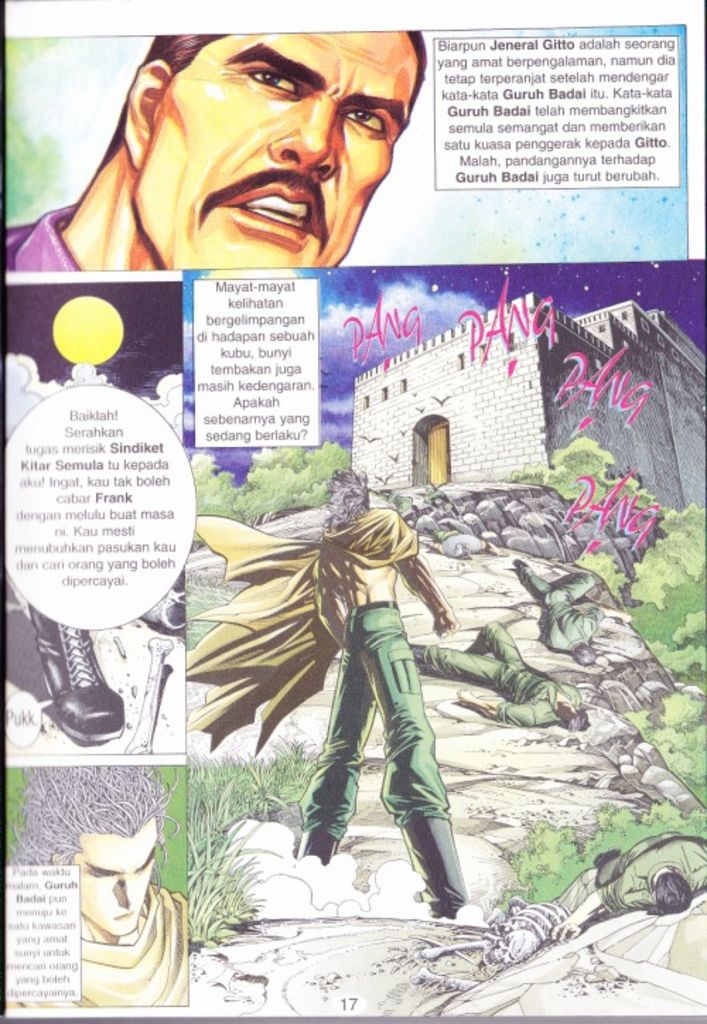 Biarpun Jeneral Gitto adalah seorang
yang amat berpengalaman, namun dia
tetap terperanjat setelah mendengar
kata-kata Guruh Badai itu. Kata-kata
Guruh Badai telah membangkitkan
semula semangat dan memberikan
satu kuasa penggerak kepada Gitto.
Malah, pandangannya terhadap
Guruh Badai juga turut berubah.
Mayat-mayat
kelihatan
bergelimpangan
di hadapan sebuah
kubu, bunyi
tembakan juga
masih kedengaran.
Apakah
sebenarnya yang
sedang berlaku?
PANG
PANG
PANG
PANG
Baiklah!
Serahkan
tugas merisik Sindiket
Kitar Semula tu kepada
aku! Ingat, kau tak boleh
cabar Frank
dengan melulu buat masa
ni. Kau mesti
menubuhkan pasukan kau
dan cari orang yang boleh
dipercayai.
Pukk.
Pada waktu
malam, Guruh
Badai pun
menuju ke
satu kawasan
yang amat
sunyi untuk
mencari orang
yang boleh
dipercayainya.
17